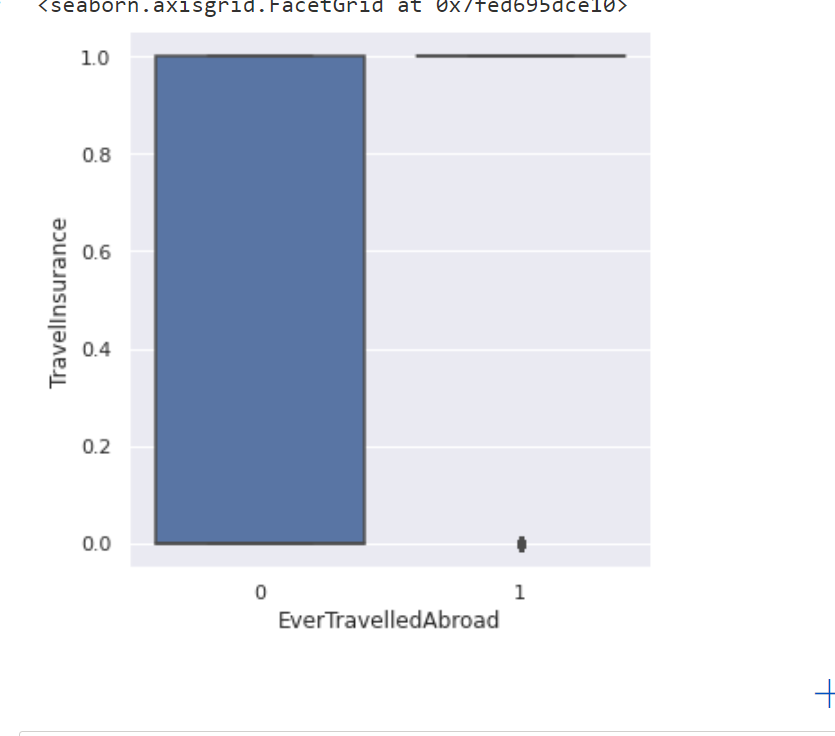 <seaborn.axisgrid.FacetGrid at 0x7fed695dce10>
1.0
0.8
0.6
0.4
0.2
0.0
TravelInsurance
0 1
EverTravelledAbroad